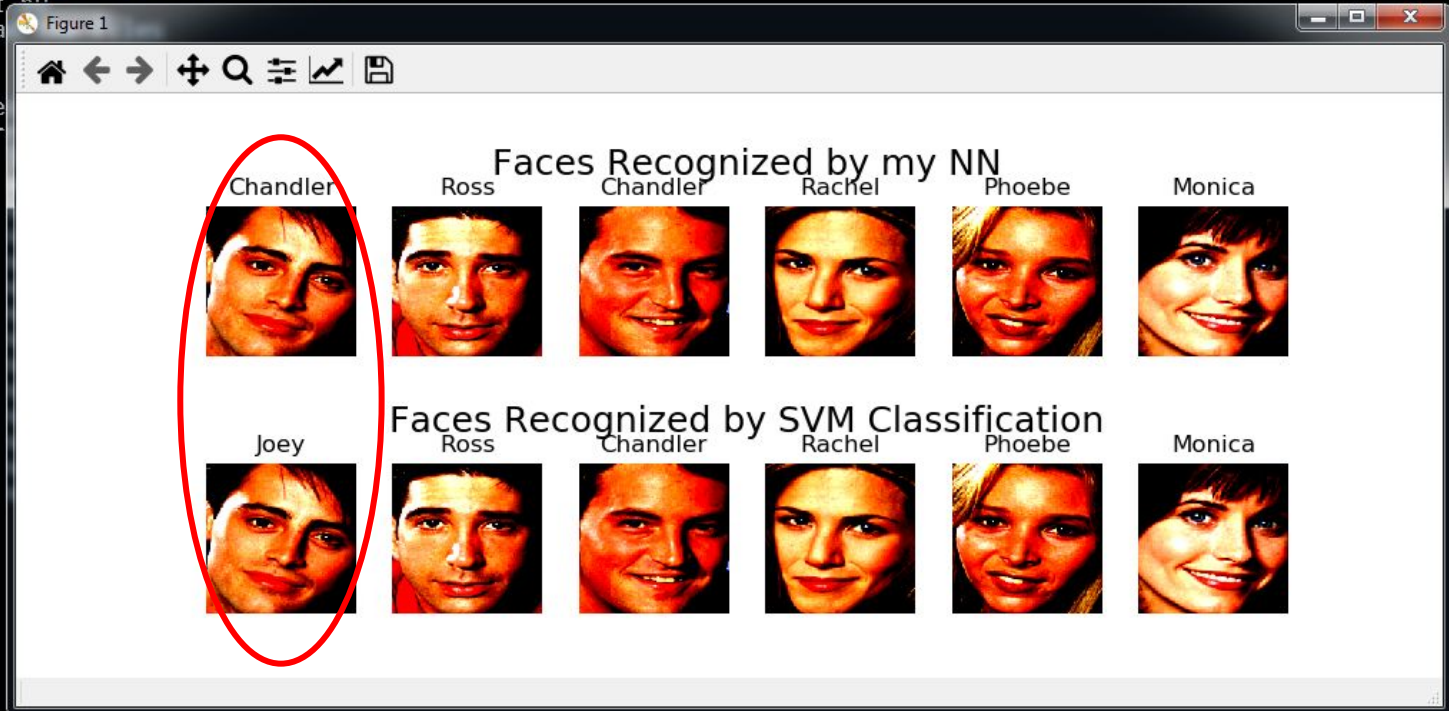 Figure 1
Faces Recognized by my NN
Chandler Ross Chandler Rachel Phoebe Monica
Faces Recognized by SVM Classification
Joey Ross Chandler Rachel Phoebe Monica